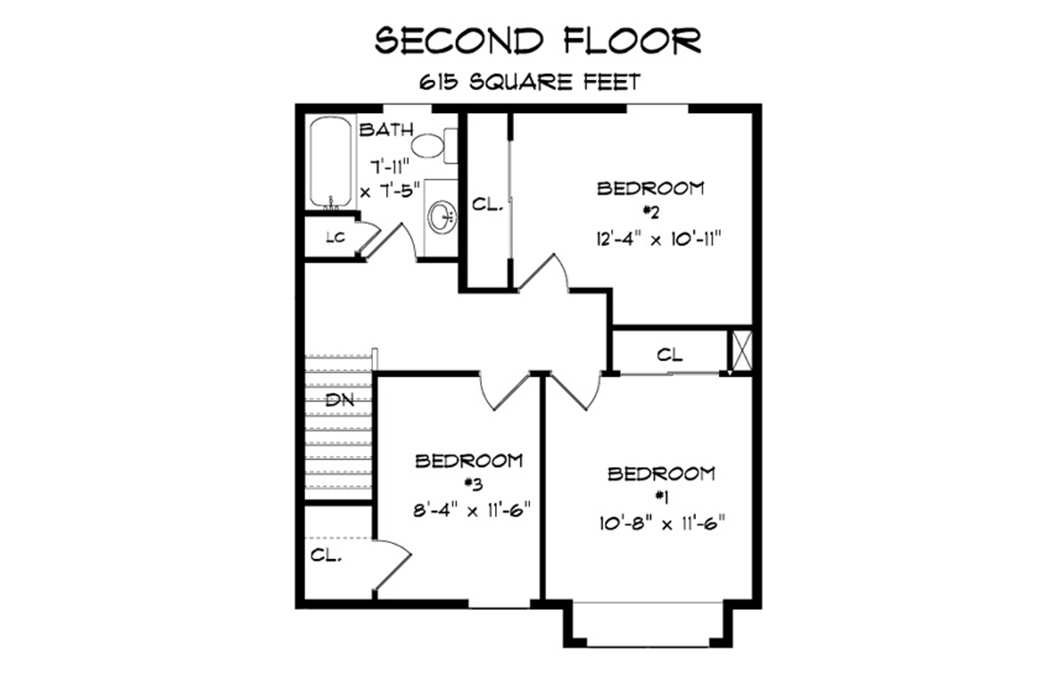 SECOND FLOOR
615 SQUARE FEET
BATH
7'-11"
x 7'-5"
LC
CL.
BEDROOM
#2
12'-4" x 10'-11"
CL
DN
BEDROOM
#3
8'-4" x 11'-6"
BEDROOM
#1
10'-8" x 11'-6"
CL.